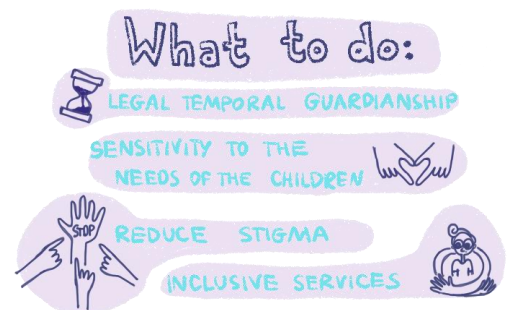 What to do:
LEGAL TEMPORAL GUARDIANSHIP
SENSITIVITY TO THE
NEEDS OF THE CHILDREN
STOP
REDUCE STIGMA
INCLUSIVE SERVICES